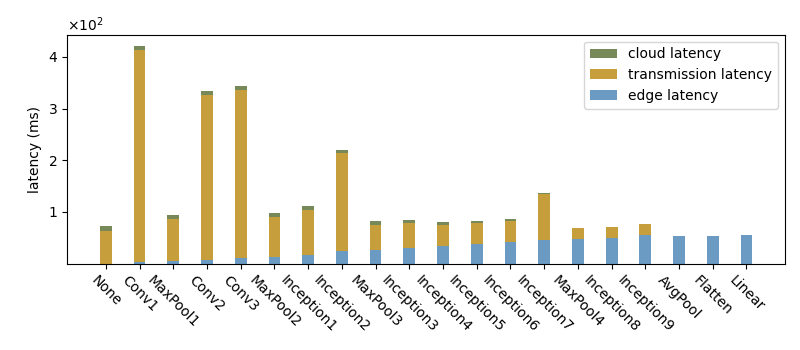 ×10²
cloud latency
transmission latency
edge latency
latency (ms)
4
3
2
1
None
Conv1
MaxPool1
Conv2
Conv3
MaxPool2
Inception1
Inception2
MaxPool3
Inception3
Inception4
Inception5
Inception6
Inception7
MaxPool4
Inception8
Inception9
AvgPool
Flatten
Linear